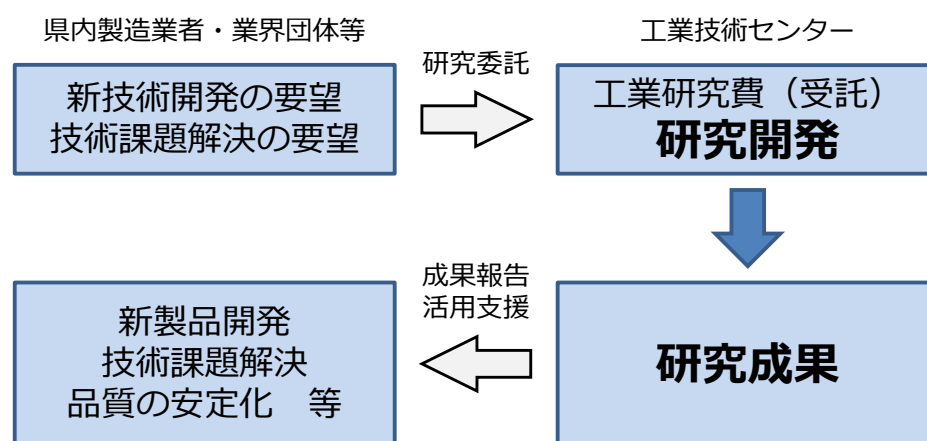 県内製造業者・業界団体等
工業技術センター
新技術開発の要望
技術課題解決の要望
研究委託
工業研究費（受託）
研究開発
成果報告
活用支援
研究成果
新製品開発
技術課題解決
品質の安定化　等